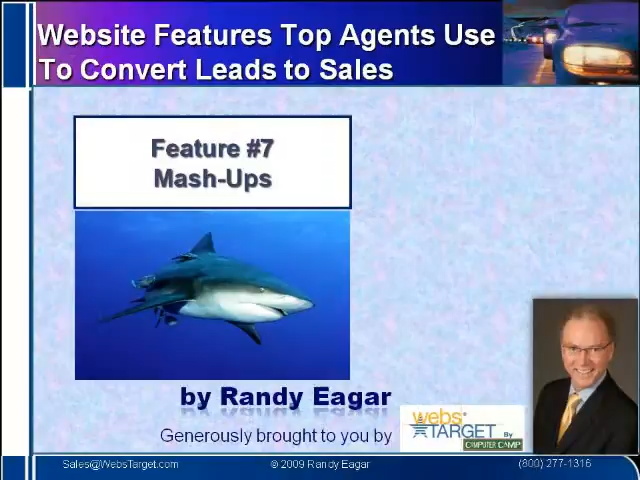 Website Features Top Agents Use
To Convert Leads to Sales
Feature #7
Mash-Ups
by Randy Eagar
Generously brought to you by
webs
TARGET By
COMPUTER CAMP
Sales@WebsTarget.com
© 2009 Randy Eagar
(800) 277-1316